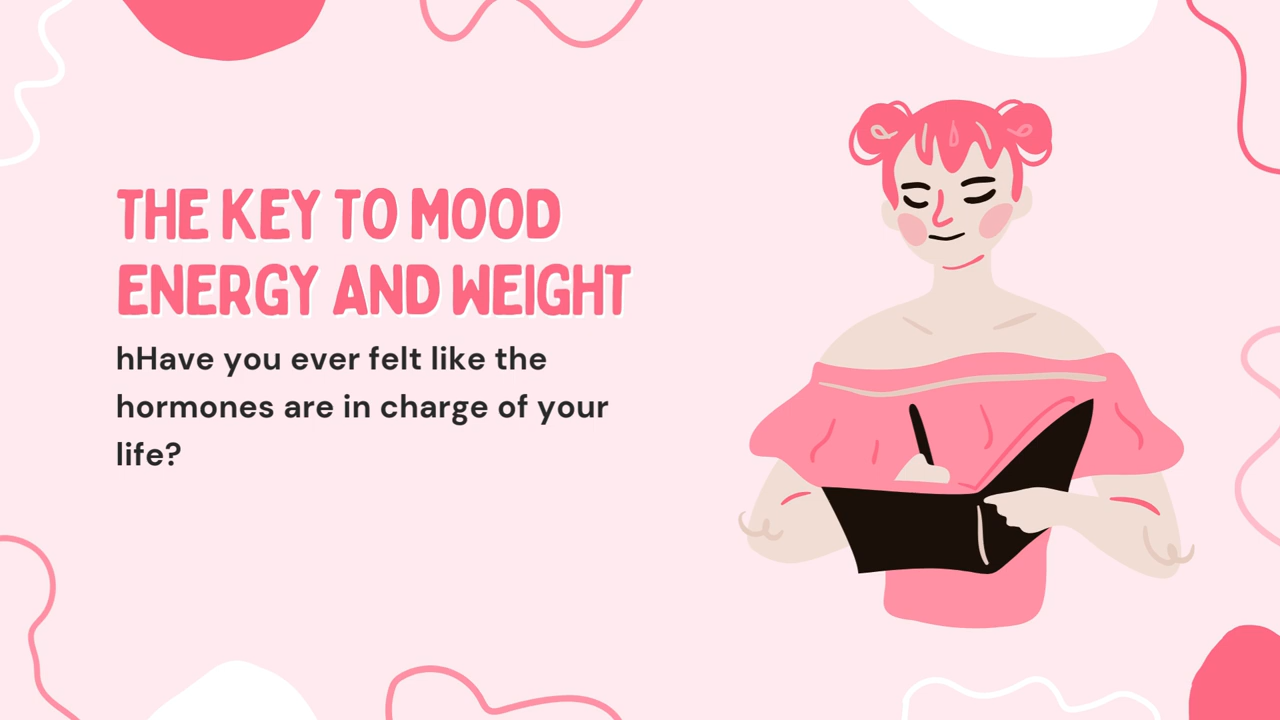 THE KEY TO MOOD
ENERGY AND WEIGHT
hHave you ever felt like the
hormones are in charge of your
life?